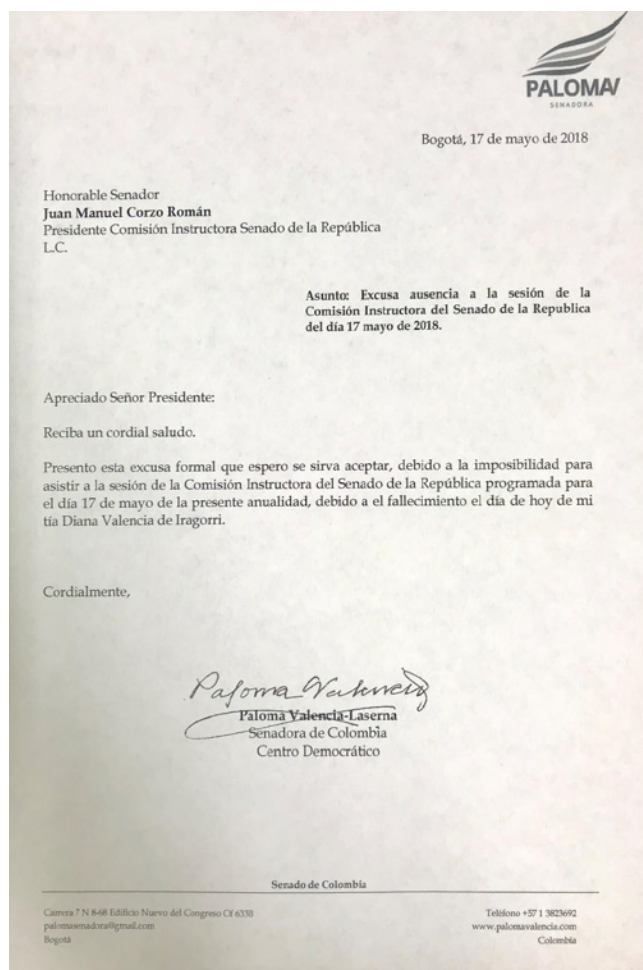 PALOMAV
SENADORA
Bogotá, 17 de mayo de 2018
Honorable Senador
Juan Manuel Corzo Román
Presidente Comisión Instructora Senado de la República
L.C.
Asunto: Excusa ausencia a la sesión de la
Comisión Instructora del Senado de la Republica
del día 17 mayo de 2018.
Apreciado Señor Presidente:
Reciba un cordial saludo.
Presento esta excusa formal que espero se sirva aceptar, debido a la imposibilidad para
asistir a la sesión de la Comisión Instructora del Senado de la República programada para
el día 17 de mayo de la presente anualidad, debido a el fallecimiento el día de hoy de mi
tía Diana Valencia de Iragorri.
Cordialmente,
Paloma Valencia
Paloma Valencia-Laserna
Senadora de Colombia
Centro Democrático
Senado de Colombia
Carrera 7 N 8-68 Edificio Nuevo del Congreso Of 633B
palomasenadora@gmail.com
Bogotá
Teléfono +57 1 3823692
www.palomavalencia.com
Colombia